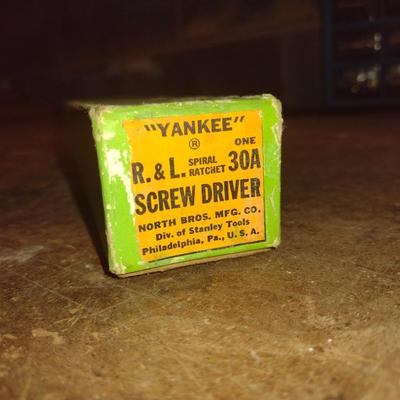 "YANKEE"
®
ONE
R. & L. SPIRAL RATCHET 30A
SCREW DRIVER
NORTH BROS. MFG. CO.
Div. of Stanley Tools
Philadelphia, Pa., U. S. A.